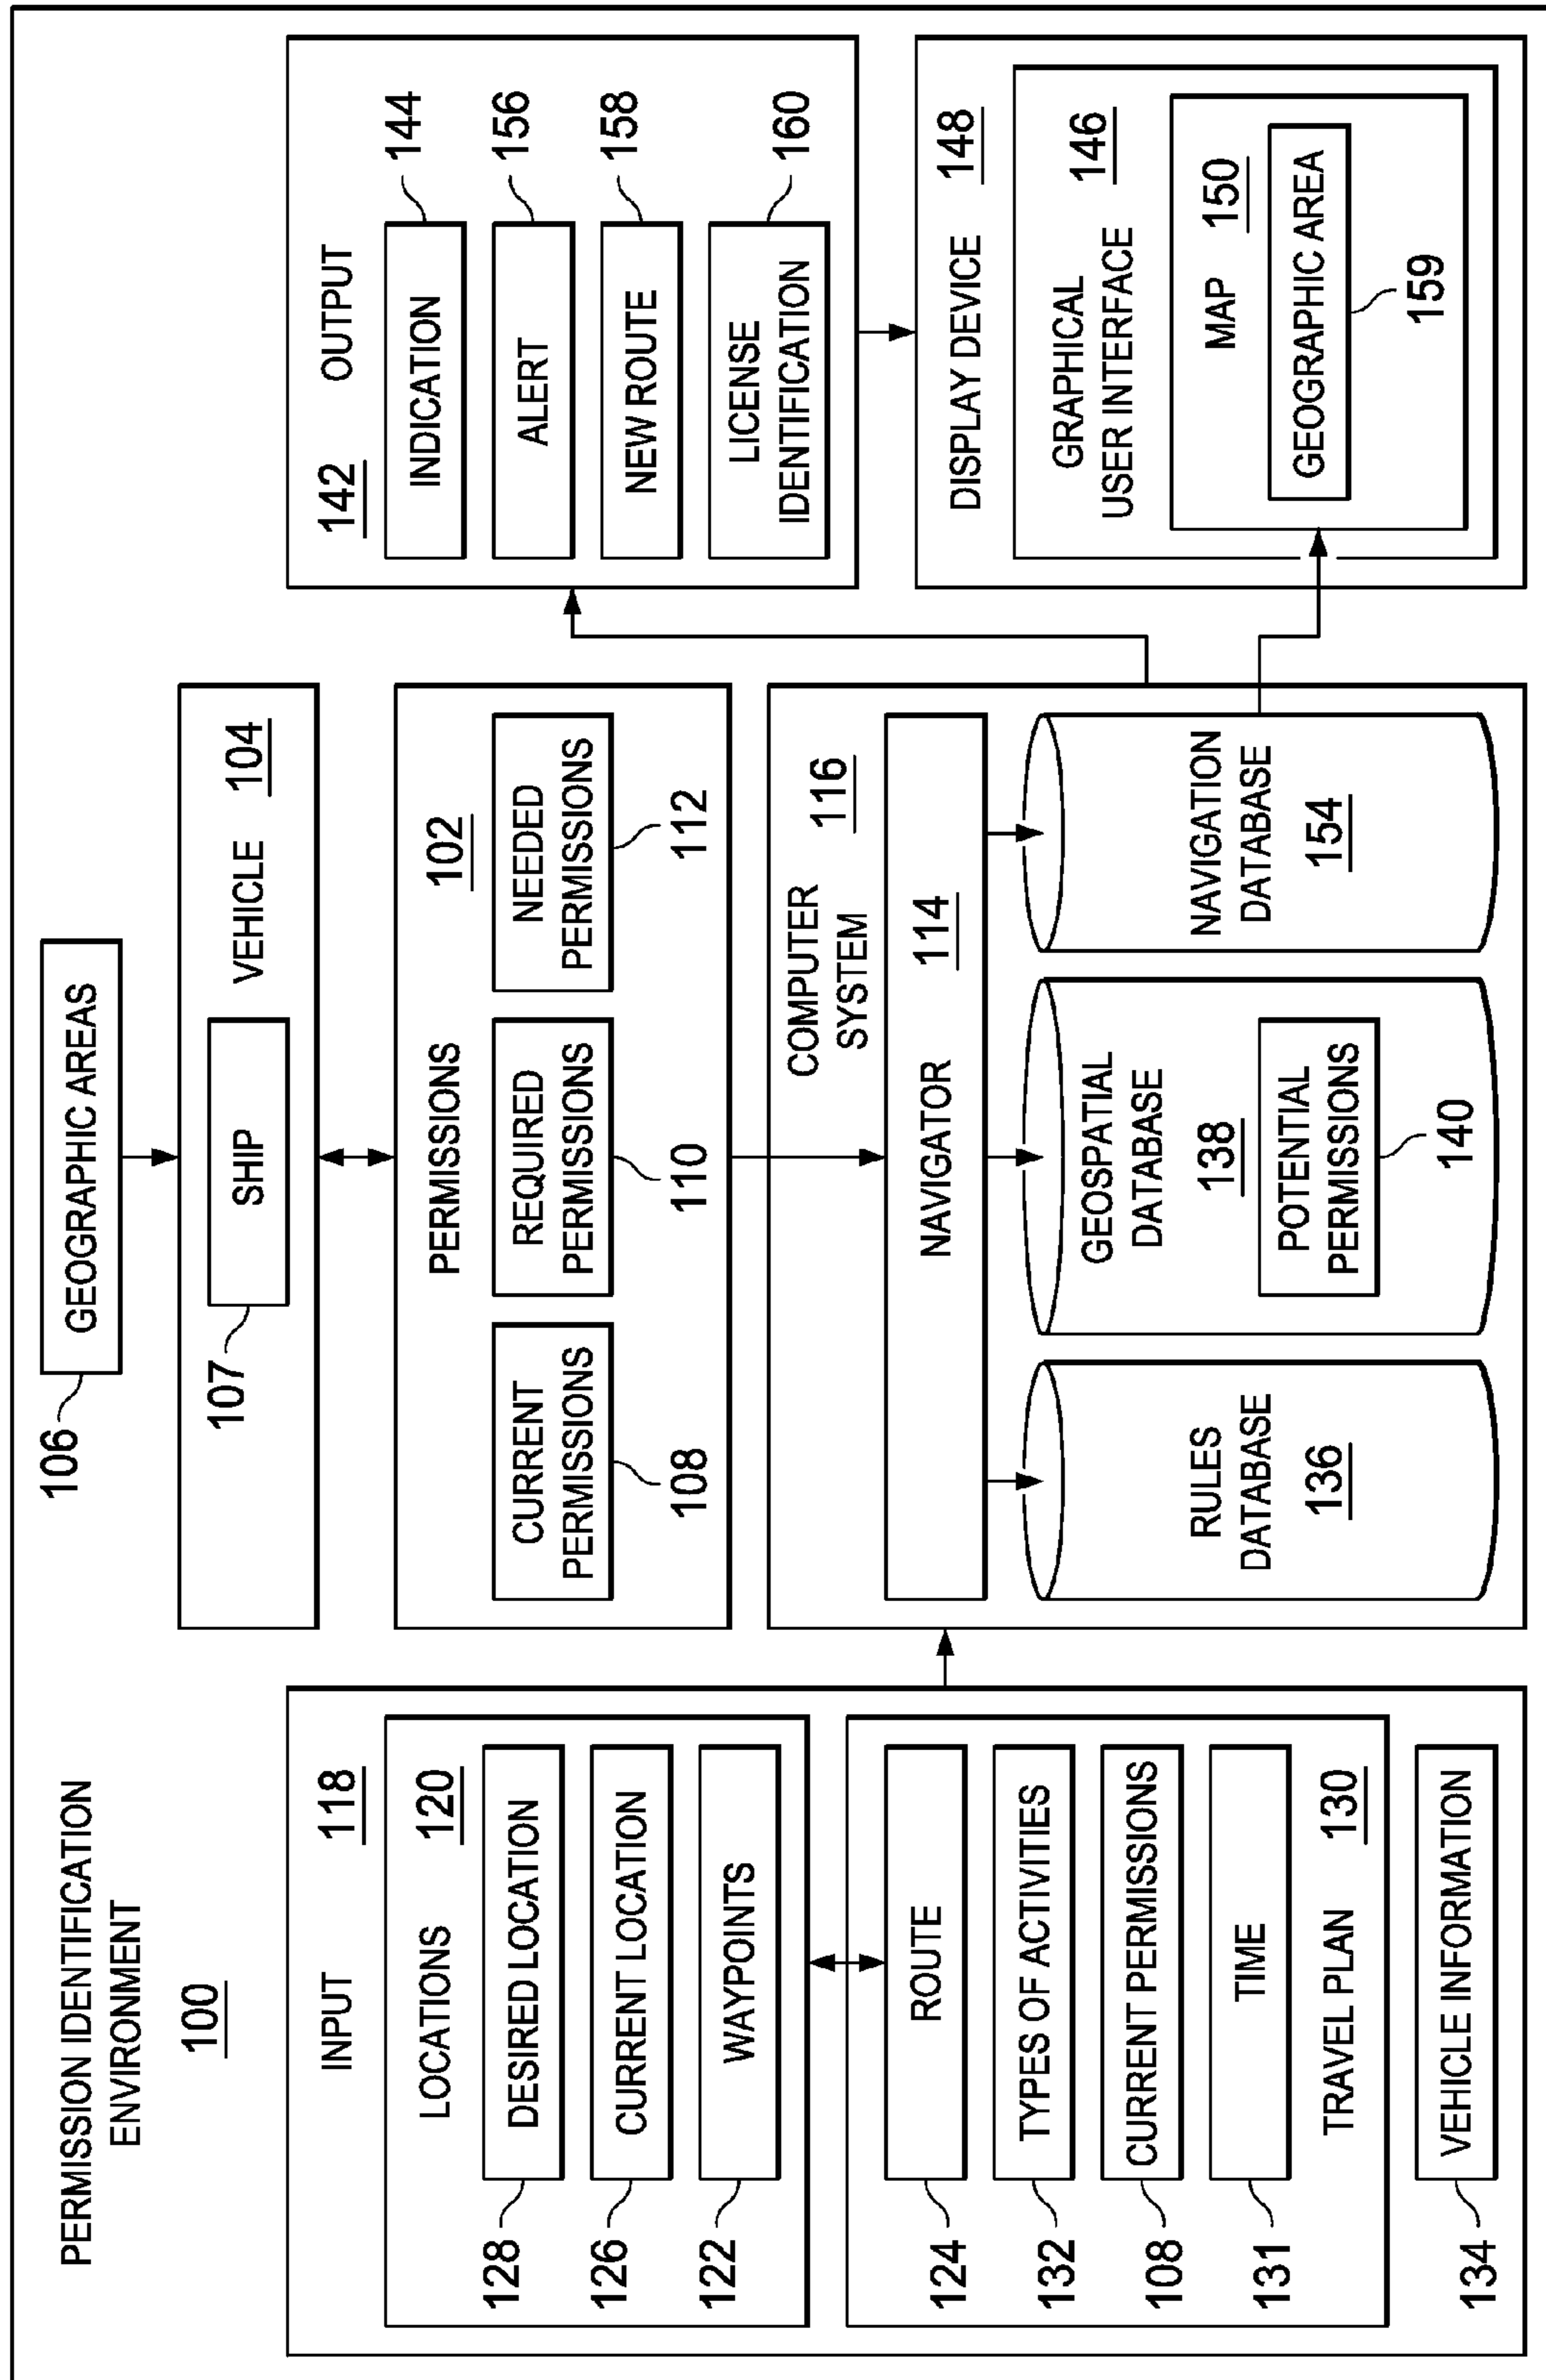 PERMISSION IDENTIFICATION
ENVIRONMENT
100
106
GEOGRAPHIC AREAS
107
SHIP
VEHICLE 104
PERMISSIONS 102
CURRENT
PERMISSIONS
108
REQUIRED
PERMISSIONS
110
NEEDED
PERMISSIONS
112
INPUT 118
LOCATIONS 120
128
DESIRED LOCATION
126
CURRENT LOCATION
122
WAYPOINTS
124
ROUTE
132
TYPES OF ACTIVITIES
108
CURRENT PERMISSIONS
131
TIME
TRAVEL PLAN 130
134
VEHICLE INFORMATION
COMPUTER
SYSTEM
116
NAVIGATOR 114
RULES
DATABASE
136
GEOSPATIAL
DATABASE
138
POTENTIAL
PERMISSIONS
140
NAVIGATION
DATABASE
154
142 OUTPUT
INDICATION
144
ALERT
156
NEW ROUTE
158
LICENSE
IDENTIFICATION
160
DISPLAY DEVICE 148
GRAPHICAL
USER INTERFACE
146
MAP 150
GEOGRAPHIC AREA
159